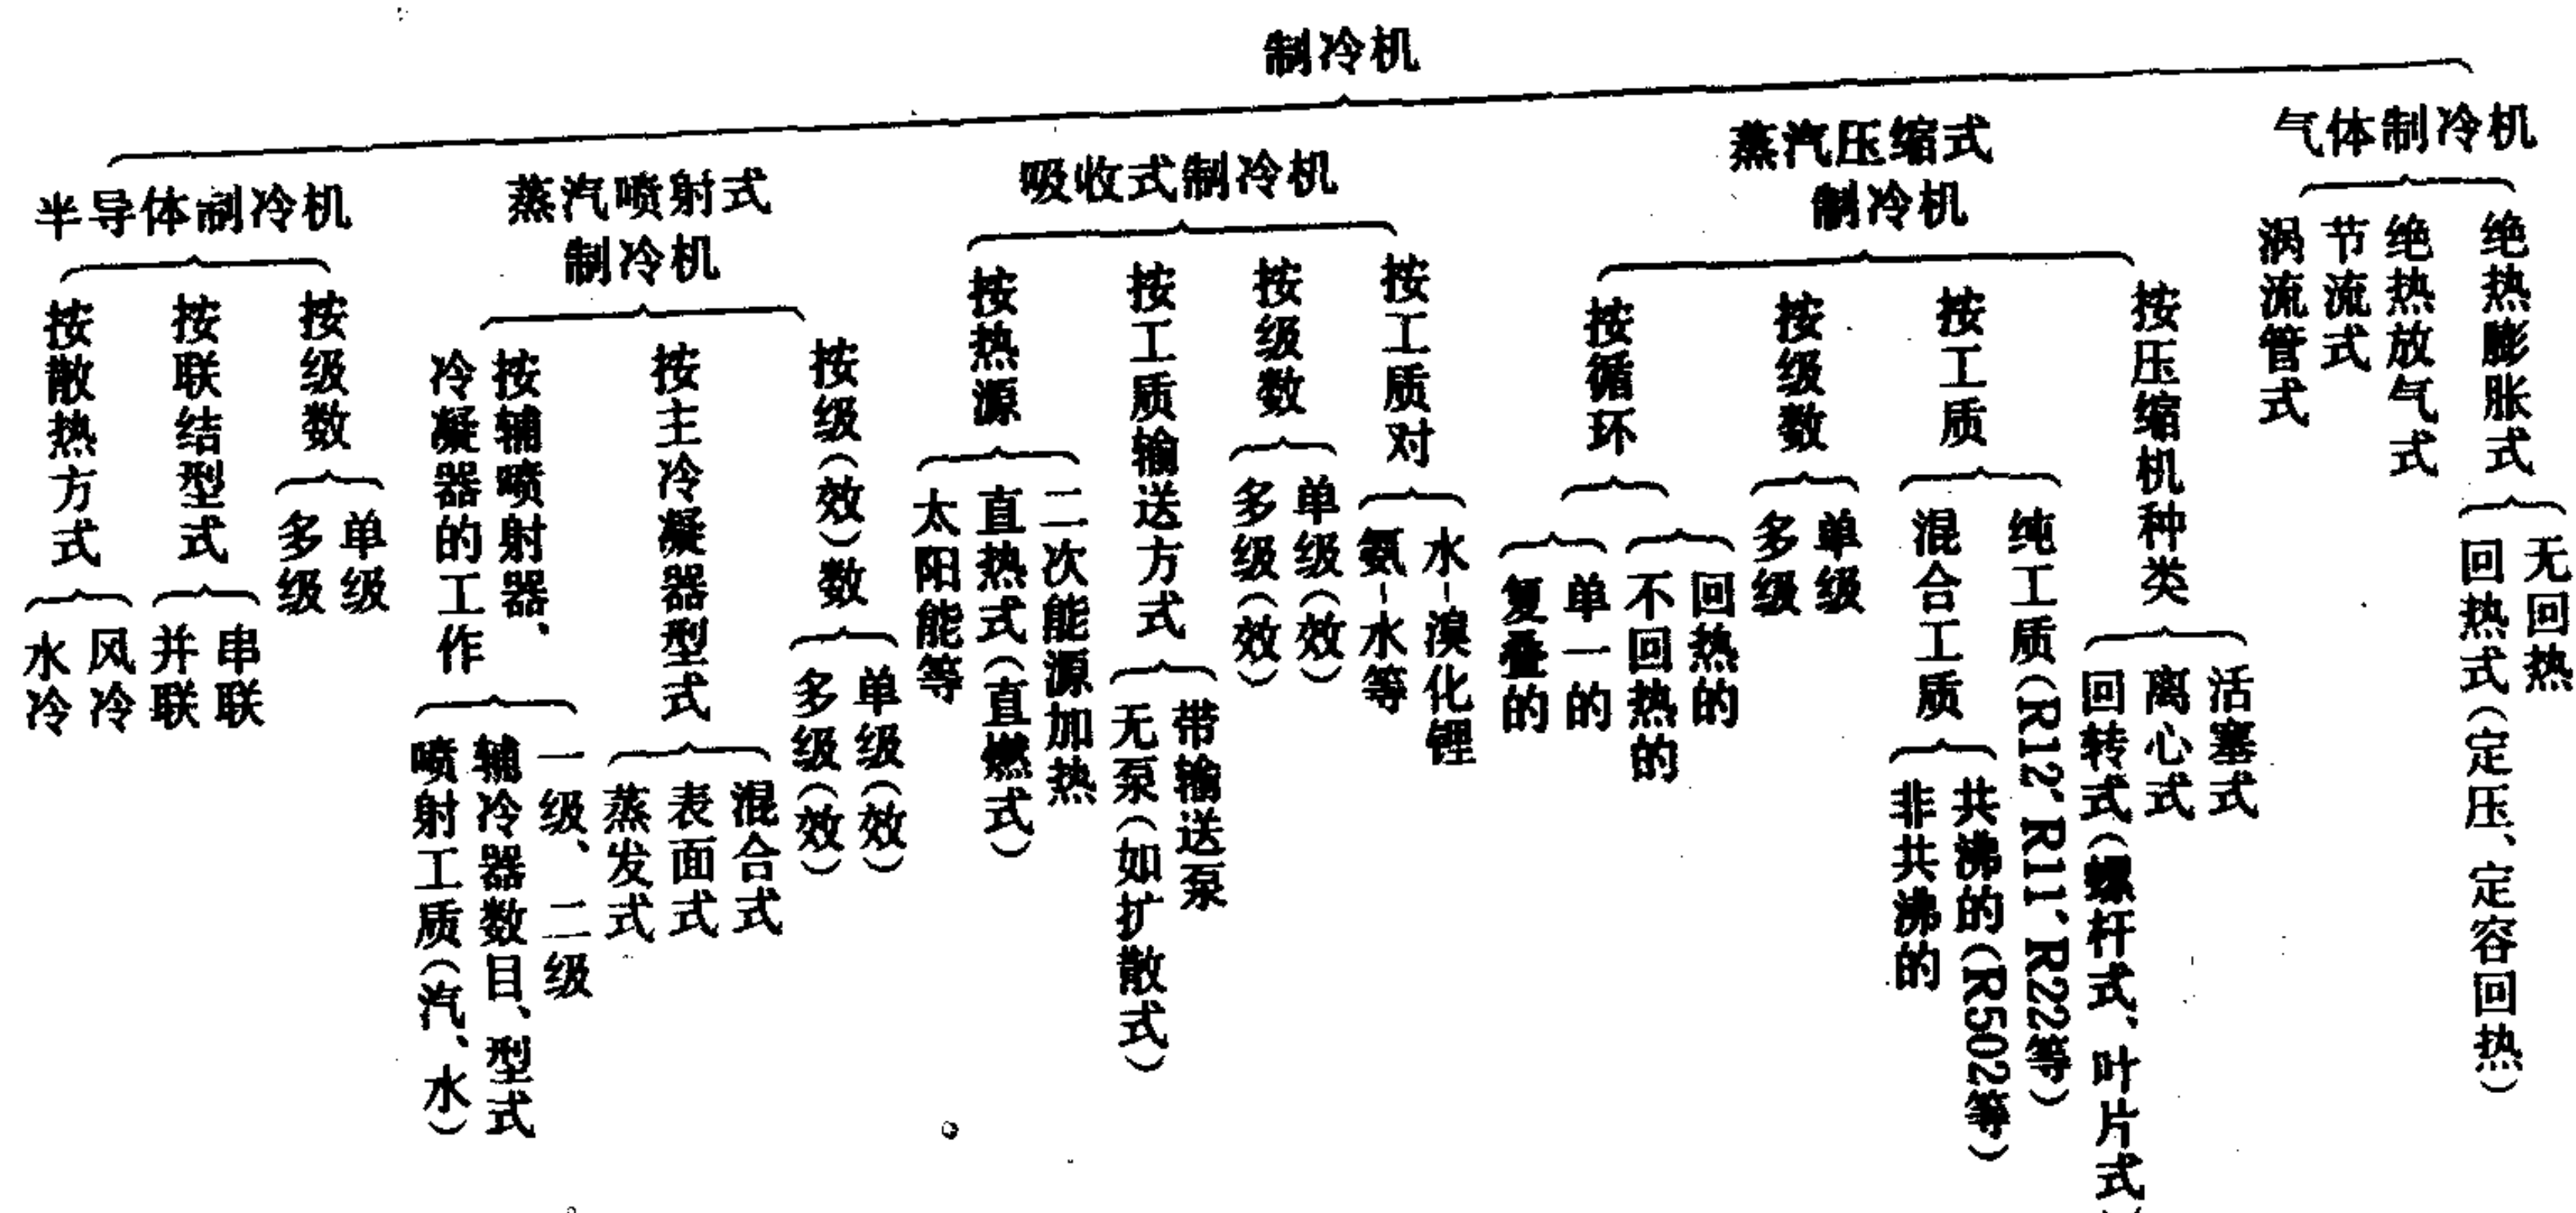 制冷机
半导体制冷机
按散热方式
水冷
风冷
按联结型式
并联
串联
按级数
多级
单级
蒸汽喷射式
制冷机
按辅喷射器、
冷凝器的工作
喷射工质(汽、水)
辅冷器数目、型式
一级、二级
按主冷凝器型式
蒸发式
表面式
混合式
按级(效)数
多级(效)
单级(效)
吸收式制冷机
按热源
太阳能等
直热式(直燃式)
二次能源加热
按工质输送方式
无泵(如扩散式)
带输送泵
按级数
多级(效)
单级(效)
按工质对
氨-水等
水-溴化锂
蒸汽压缩式
制冷机
按循环
复叠的
单一的
不回热的
回热的
按级数
多级
单级
按工质
混合工质
非共沸的
共沸的(R502等)
纯工质(R12、R11、R22等)
按压缩机种类
回转式(螺杆式、叶片式)
离心式
活塞式
气体制冷机
涡流管式
节流式
绝热放气式
绝热膨胀式
回热式(定压、定容回热)
无回热